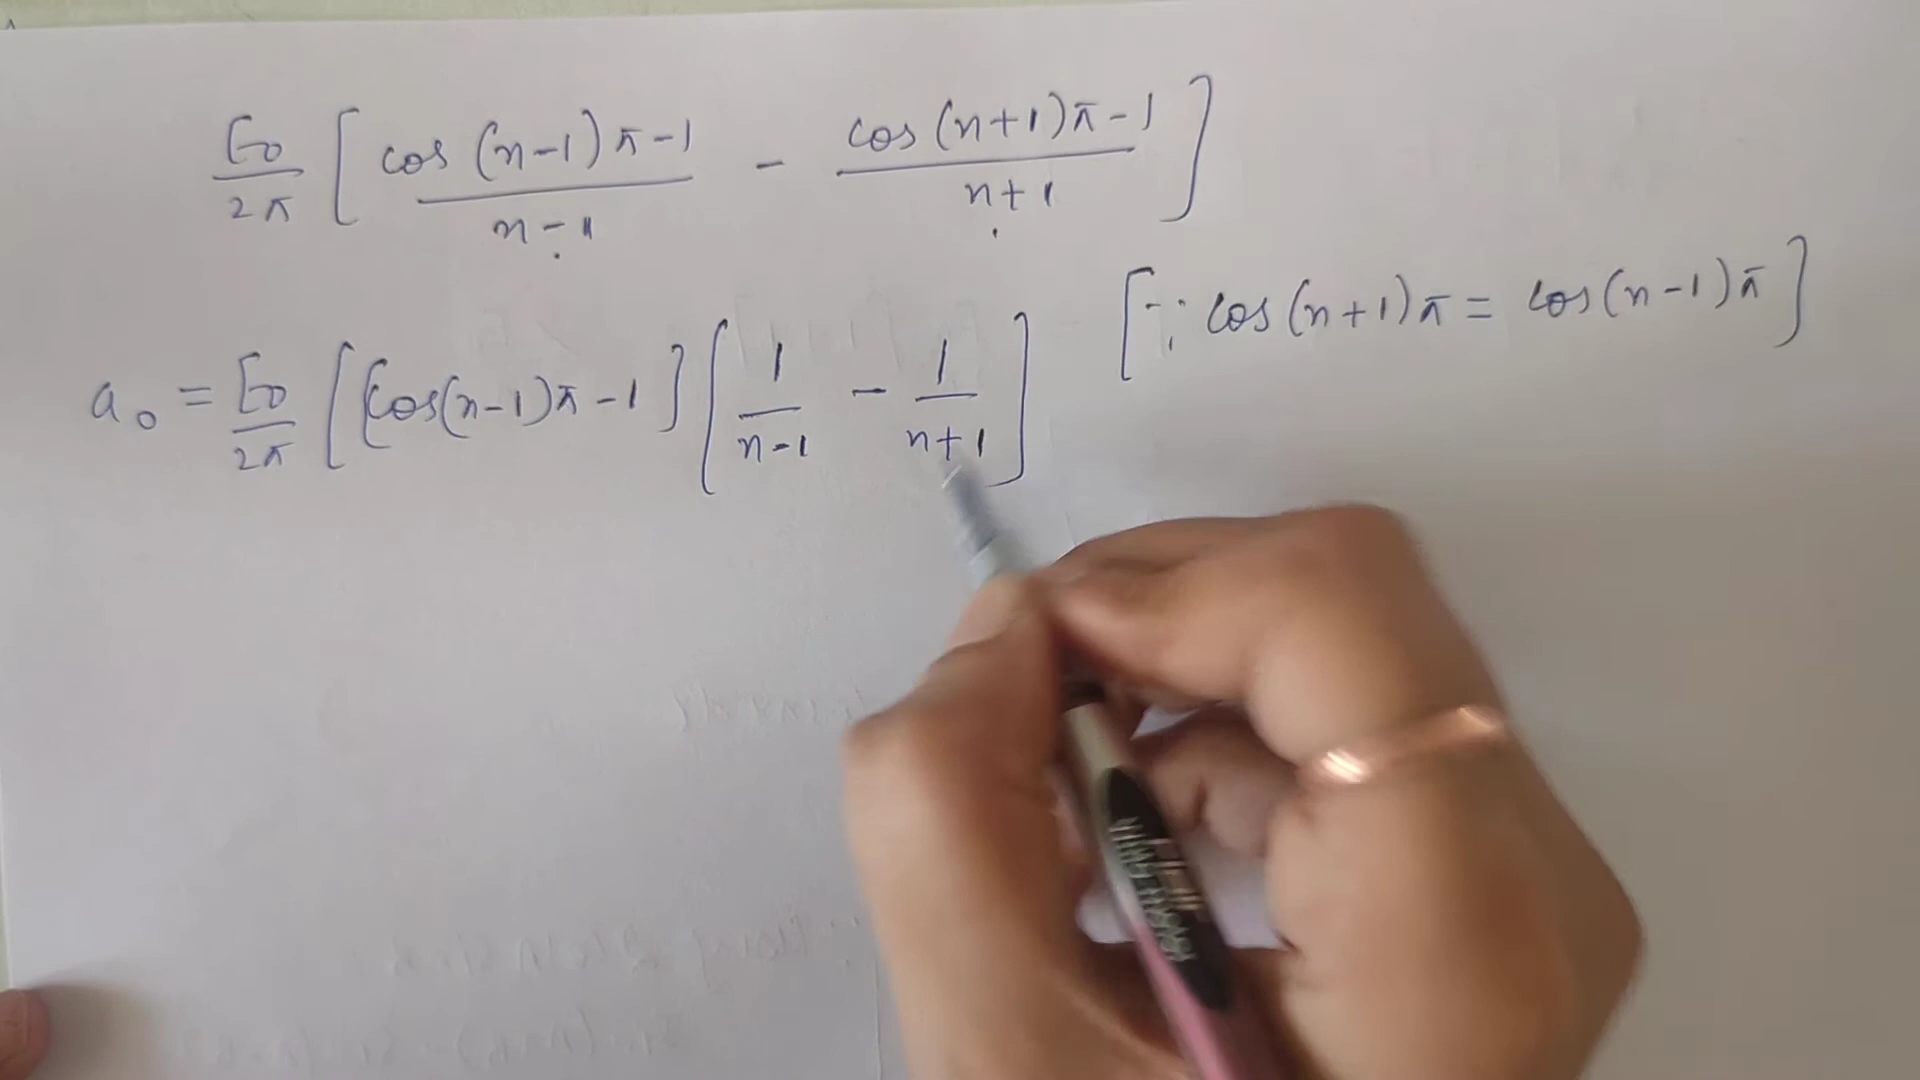 E₀/2π [ cos (n-1)π-1 / n-1 - cos (n+1)π-1 / n+1 ]
[∵ cos (n+1)π = cos (n-1)π]
a₀ = E₀/2π [ [cos(n-1)π-1 ] [ 1/n-1 - 1/n+1 ]